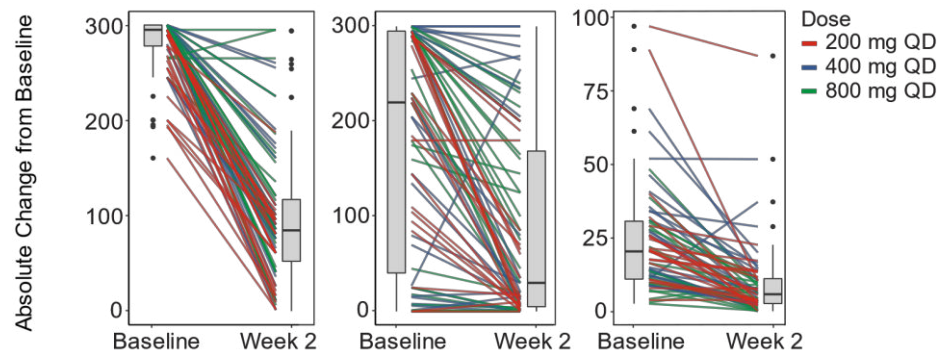 Absolute Change from Baseline
300
200
100
0
Baseline Week 2
300
200
100
0
Baseline Week 2
100
75
50
25
0
Baseline Week 2
Dose
200 mg QD
400 mg QD
800 mg QD